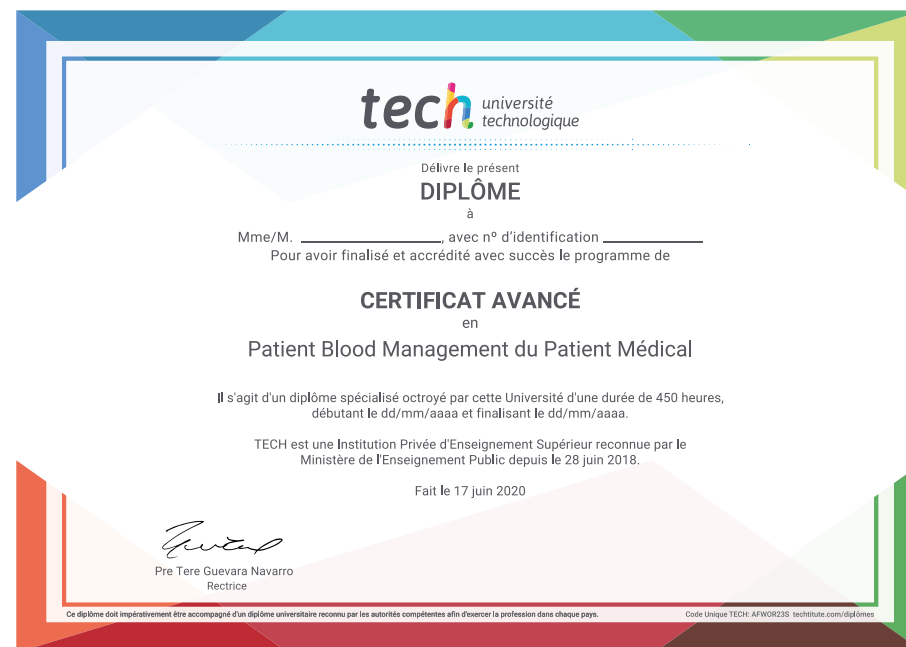 tech université
technologique
Délivre le présent
DIPLÔME
à
Mme/M. ____________________, avec nº d'identification ______________
Pour avoir finalisé et accrédité avec succès le programme de
CERTIFICAT AVANCÉ
en
Patient Blood Management du Patient Médical
Il s'agit d'un diplôme spécialisé octroyé par cette Université d'une durée de 450 heures,
débutant le dd/mm/aaaa et finalisant le dd/mm/aaaa.
TECH est une Institution Privée d'Enseignement Supérieur reconnue par le
Ministère de l'Enseignement Public depuis le 28 juin 2018.
Fait le 17 juin 2020
Pre Tere Guevara Navarro
Rectrice
Ce diplôme doit impérativement être accompagné d'un diplôme universitaire reconnu par les autorités compétentes afin d'exercer la profession dans chaque pays.
Code Unique TECH: AFWOR23S techtitute.com/diplômes